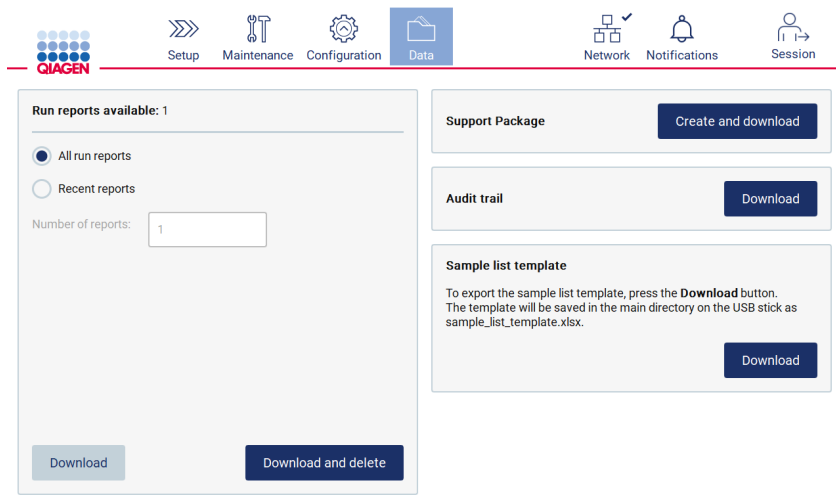 QIAGEN
Setup
Maintenance
Configuration
Data
Network
Notifications
Session
Run reports available: 1
All run reports
Recent reports
Number of reports:
1
Download
Download and delete
Support Package
Create and download
Audit trail
Download
Sample list template
To export the sample list template, press the Download button.
The template will be saved in the main directory on the USB stick as
sample_list_template.xlsx.
Download